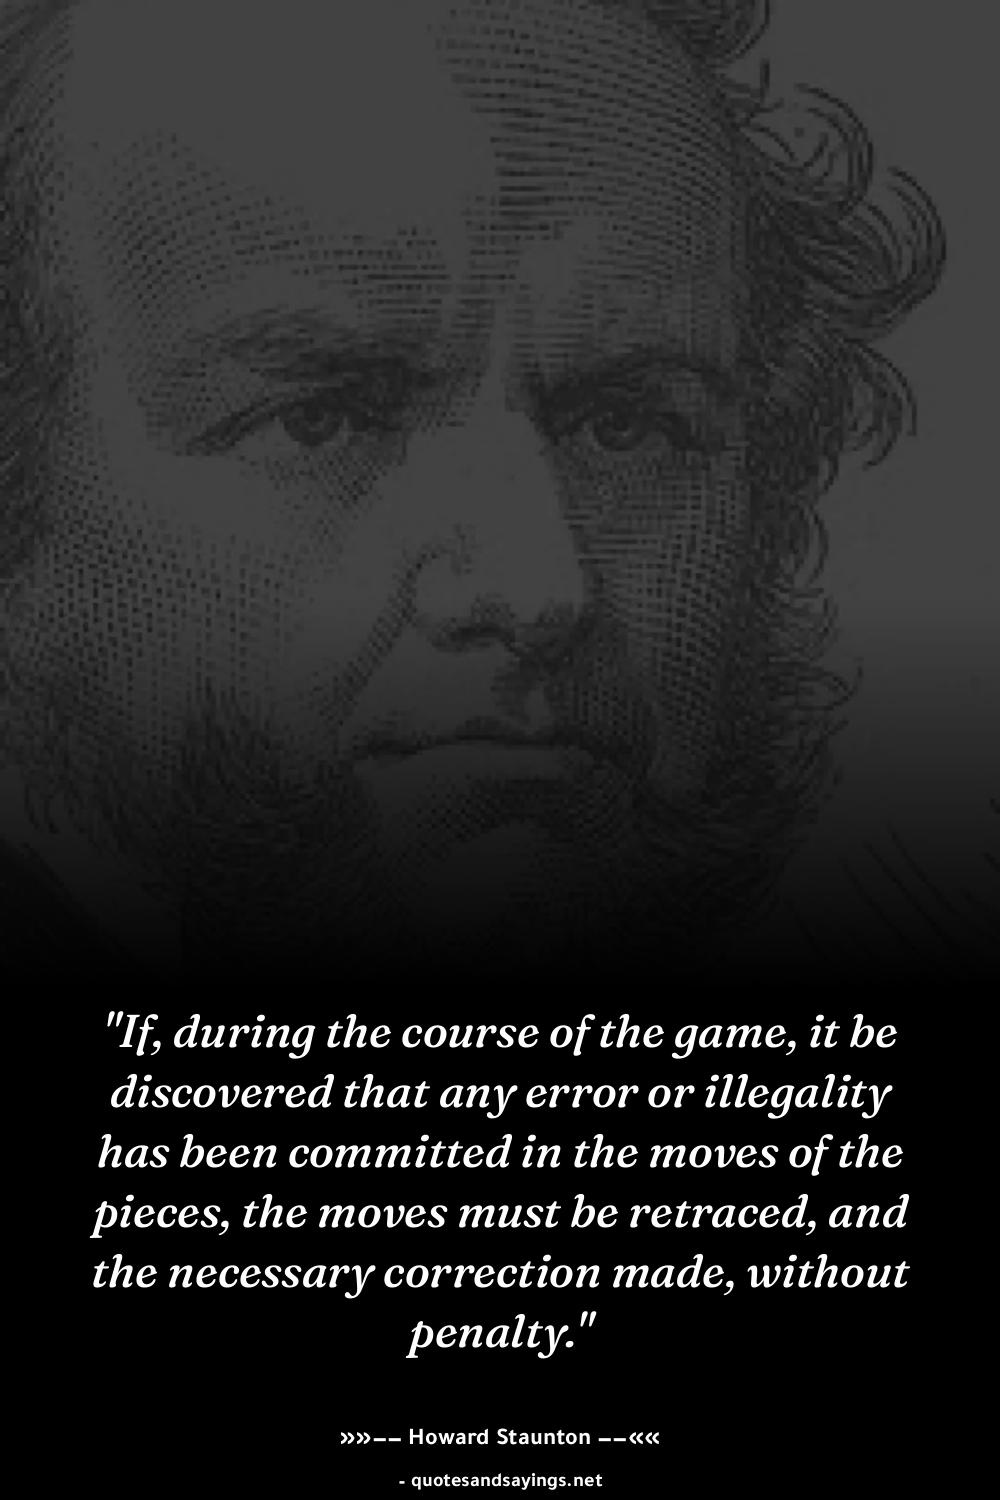 "If, during the course of the game, it be
discovered that any error or illegality
has been committed in the moves of the
pieces, the moves must be retraced, and
the necessary correction made, without
penalty."
»»−− Howard Staunton −−««
- quotesandsayings.net